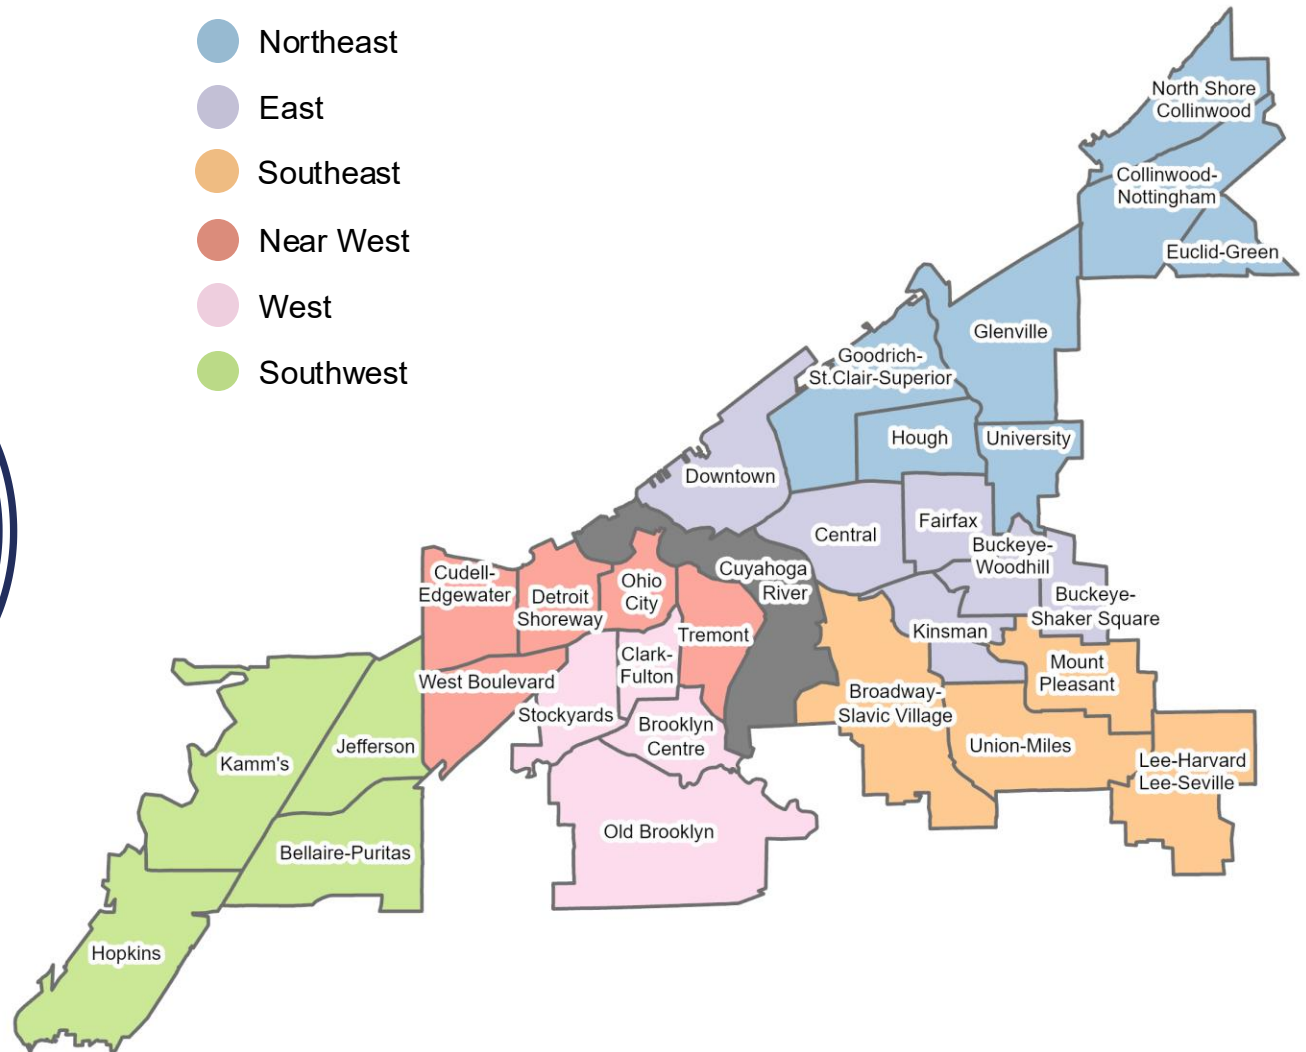 Northeast
East
Southeast
Near West
West
Southwest
North Shore
Collinwood
Collinwood-
Nottingham
Euclid-Green
Glenville
Goodrich-
St.Clair-Superior
Hough
University
Downtown
Central
Fairfax
Buckeye-
Woodhill
Buckeye-
Shaker Square
Cuyahoga
River
Kinsman
Cudell-
Edgewater
Detroit
Shoreway
Ohio
City
Tremont
Clark-
Fulton
West Boulevard
Stockyards
Brooklyn
Centre
Mount
Pleasant
Broadway-
Slavic Village
Union-Miles
Lee-Harvard
Lee-Seville
Kamm's
Jefferson
Old Brooklyn
Bellaire-Puritas
Hopkins